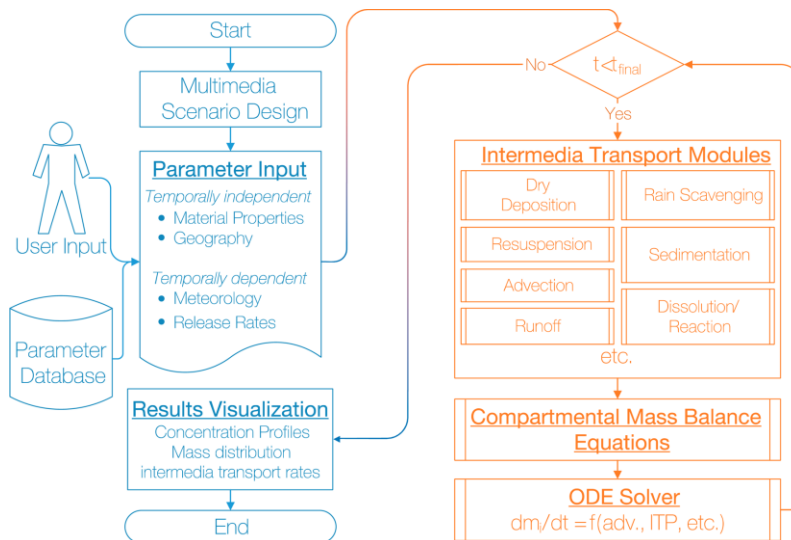 Start
Multimedia
Scenario Design
Parameter Input
Temporally independent
• Material Properties
• Geography
Temporally dependent
• Meteorology
• Release Rates
User Input
Parameter
Database
Results Visualization
Concentration Profiles
Mass distribution
intermedia transport rates
End
t<t_final
No
Yes
Intermedia Transport Modules
Dry
Deposition
Resuspension
Advection
Runoff
Rain Scavenging
Sedimentation
Dissolution/
Reaction
etc.
Compartmental Mass Balance
Equations
ODE Solver
dm_i/dt = f(adv., ITP, etc.)